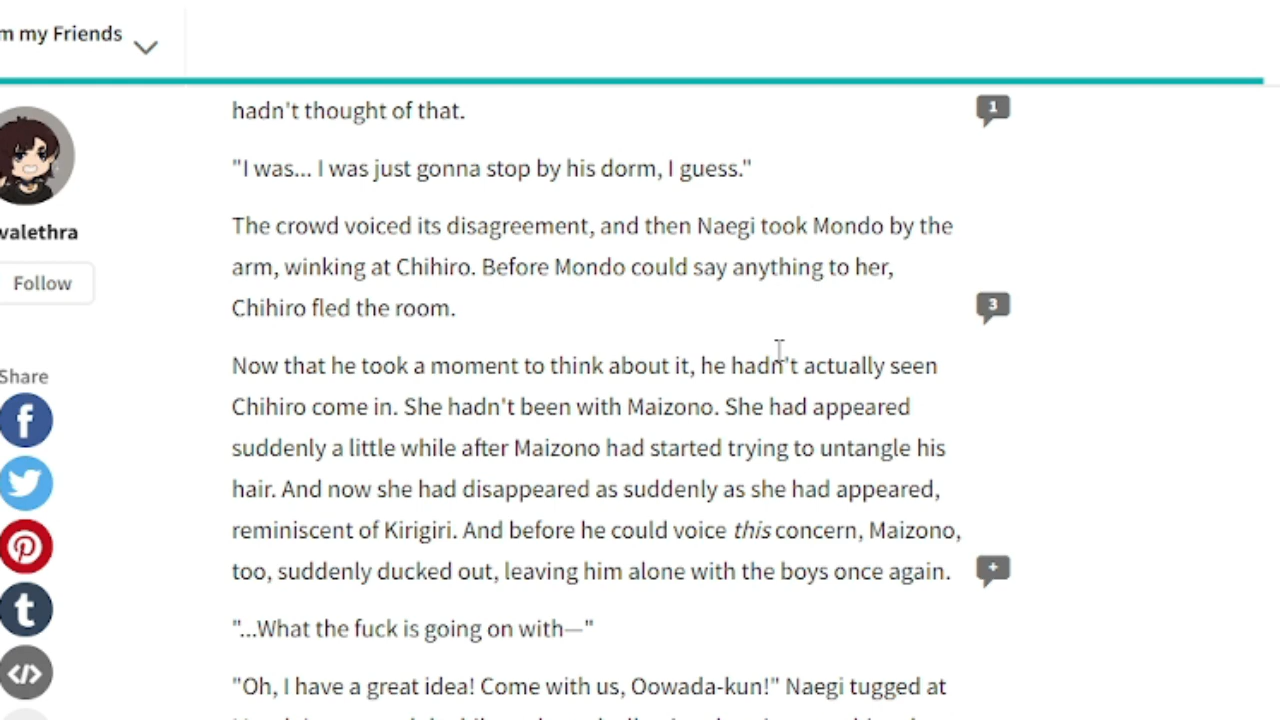 m my Friends
hadn't thought of that.
1
"I was... I was just gonna stop by his dorm, I guess."
valethra
The crowd voiced its disagreement, and then Naegi took Mondo by the
arm, winking at Chihiro. Before Mondo could say anything to her,
Follow
Chihiro fled the room.
3
Now that he took a moment to think about it, he hadn't actually seen
Share
Chihiro come in. She hadn't been with Maizono. She had appeared
suddenly a little while after Maizono had started trying to untangle his
hair. And now she had disappeared as suddenly as she had appeared,
reminiscent of Kirigiri. And before he could voice this concern, Maizono,
too, suddenly ducked out, leaving him alone with the boys once again.
+
"...What the fuck is going on with—"
"Oh, I have a great idea! Come with us, Oowada-kun!" Naegi tugged at